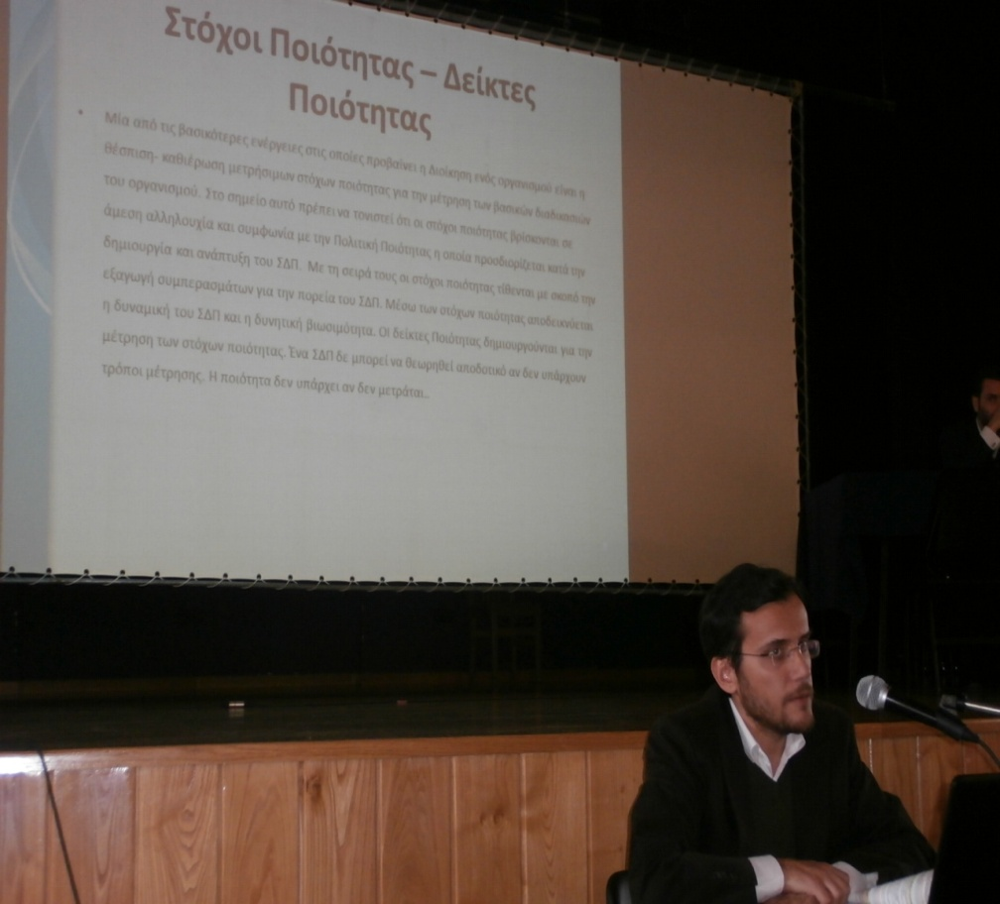 Στόχοι Ποιότητας – Δείκτες
Ποιότητας
• Μία από τις βασικότερες ενέργειες στις οποίες προβαίνει η Διοίκηση ενός οργανισμού είναι η
θέσπιση- καθιέρωση μετρήσιμων στόχων ποιότητας για την μέτρηση των βασικών διαδικασιών
του οργανισμού. Στο σημείο αυτό πρέπει να τονιστεί ότι οι στόχοι ποιότητας βρίσκονται σε
άμεση αλληλουχία και συμφωνία με την Πολιτική Ποιότητας η οποία προσδιορίζεται κατά την
δημιουργία και ανάπτυξη του ΣΔΠ. Με τη σειρά τους οι στόχοι ποιότητας τίθενται με σκοπό την
εξαγωγή συμπερασμάτων για την πορεία του ΣΔΠ. Μέσω των στόχων ποιότητας αποδεικνύεται
η δυναμική του ΣΔΠ και η δυνητική βιωσιμότητα. ΟΙ δείκτες Ποιότητας δημιουργούνται για την
μέτρηση των στόχων ποιότητας. Ένα ΣΔΠ δε μπορεί να θεωρηθεί αποδοτικό αν δεν υπάρχουν
τρόποι μέτρησης. Η ποιότητα δεν υπάρχει αν δεν μετράται..